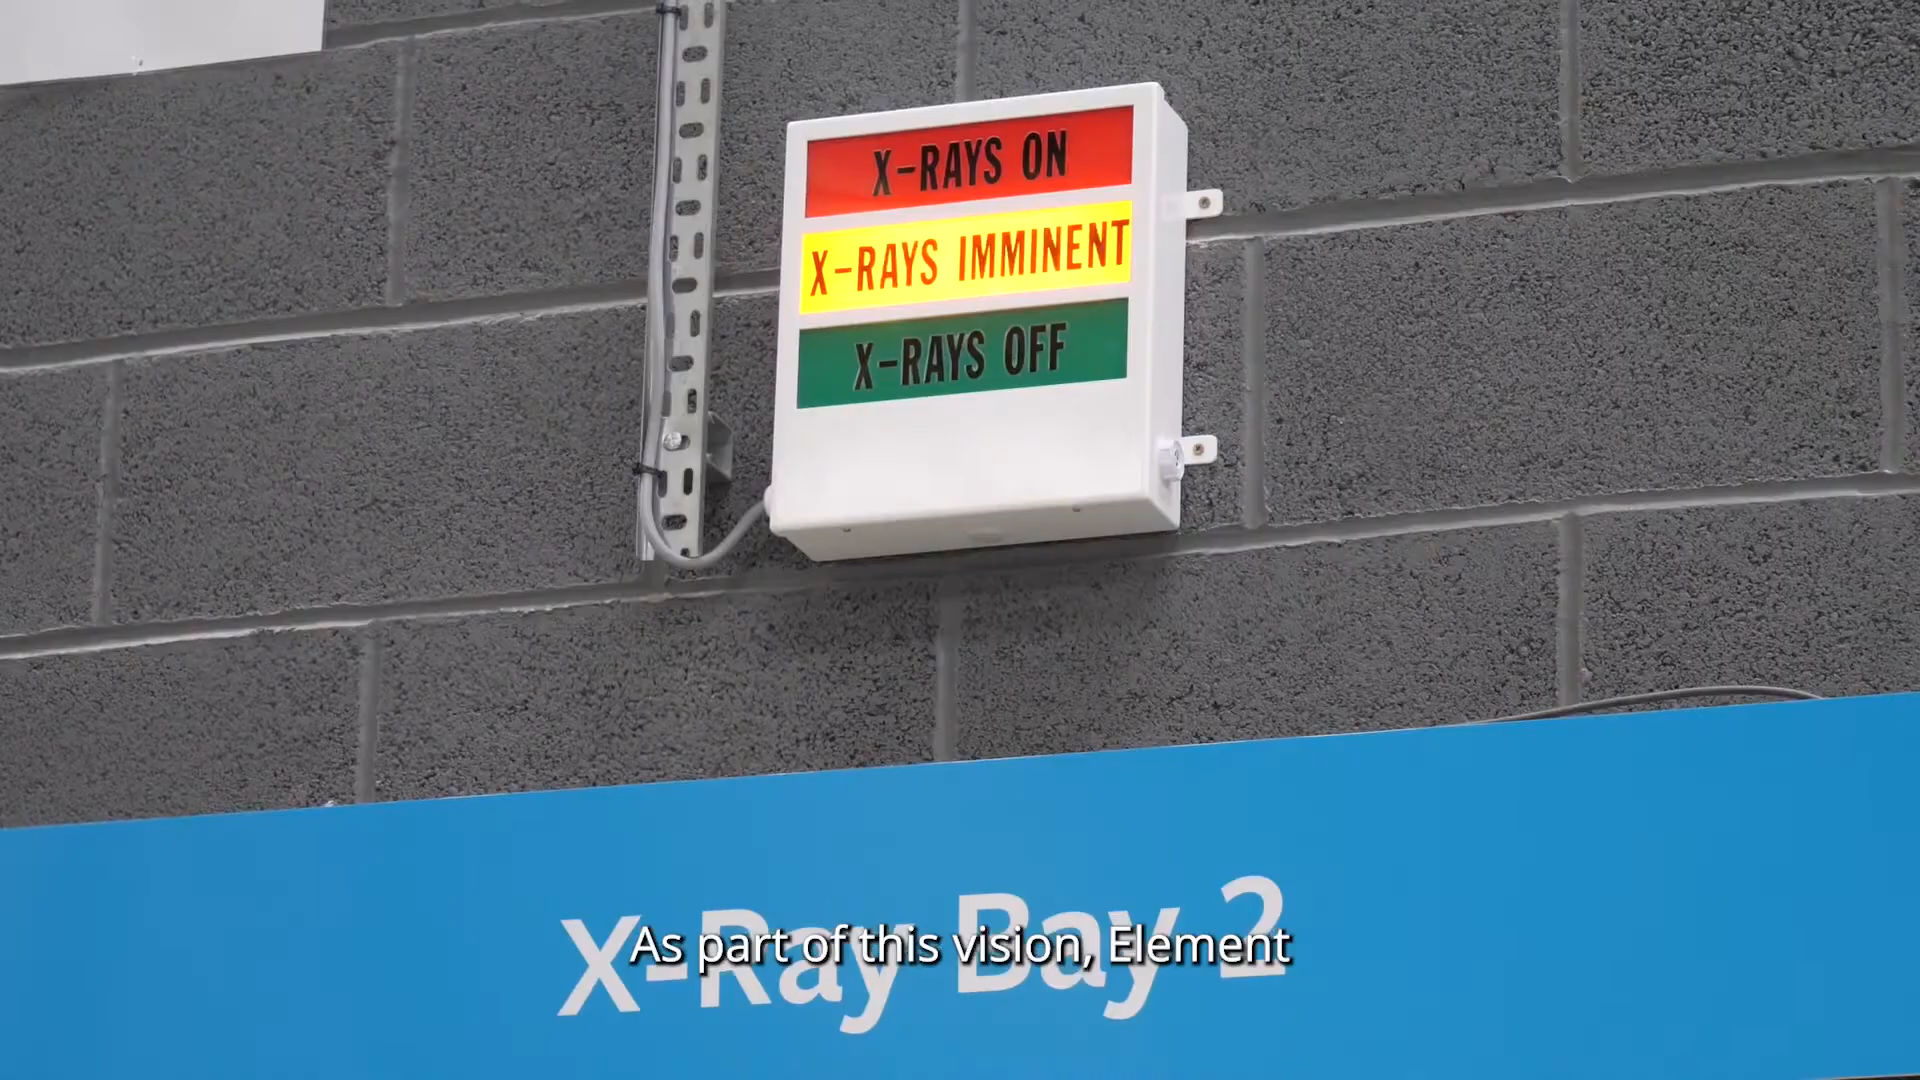 X-RAYS ON
X-RAYS IMMINENT
X-RAYS OFF
X-Ray Bay 2
As part of this vision, Element